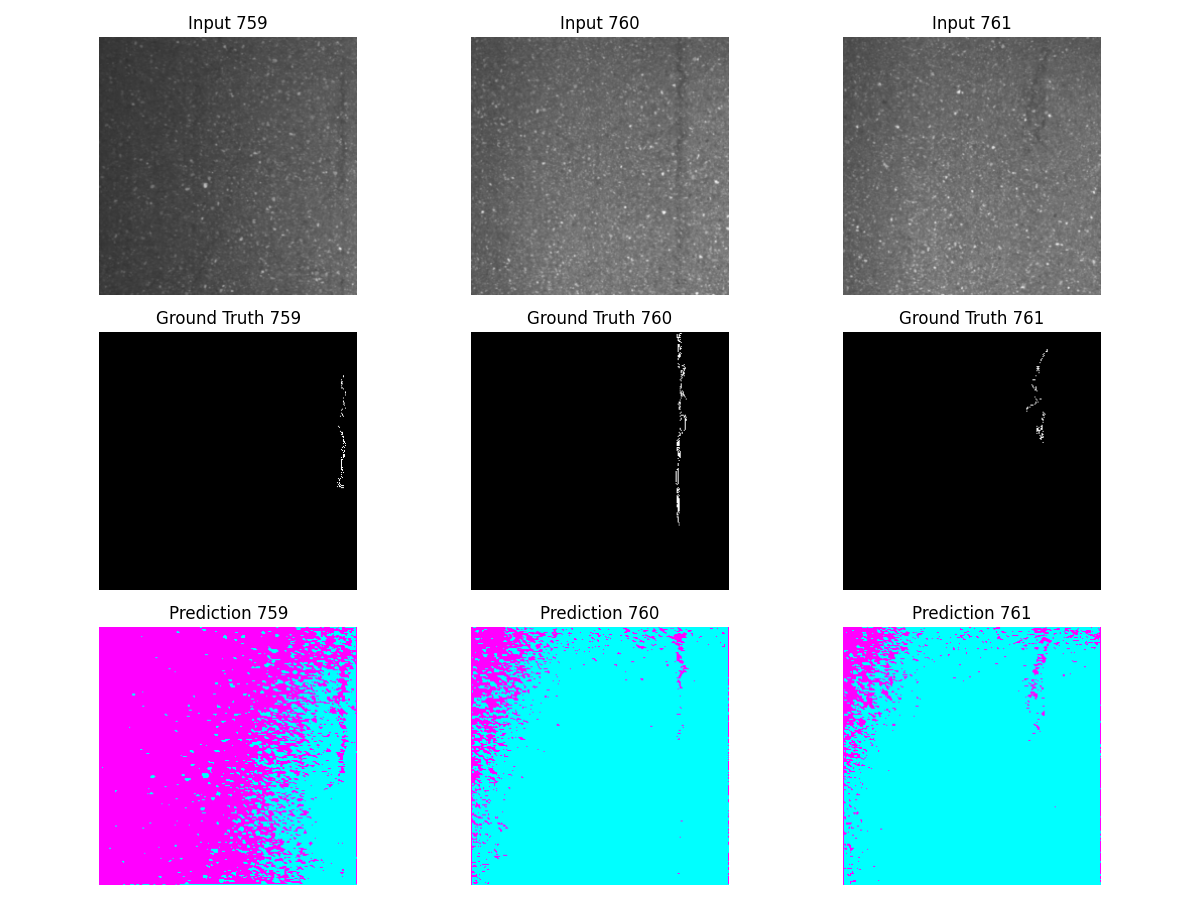 Input 759
Input 760
Input 761
Ground Truth 759
Ground Truth 760
Ground Truth 761
Prediction 759
Prediction 760
Prediction 761